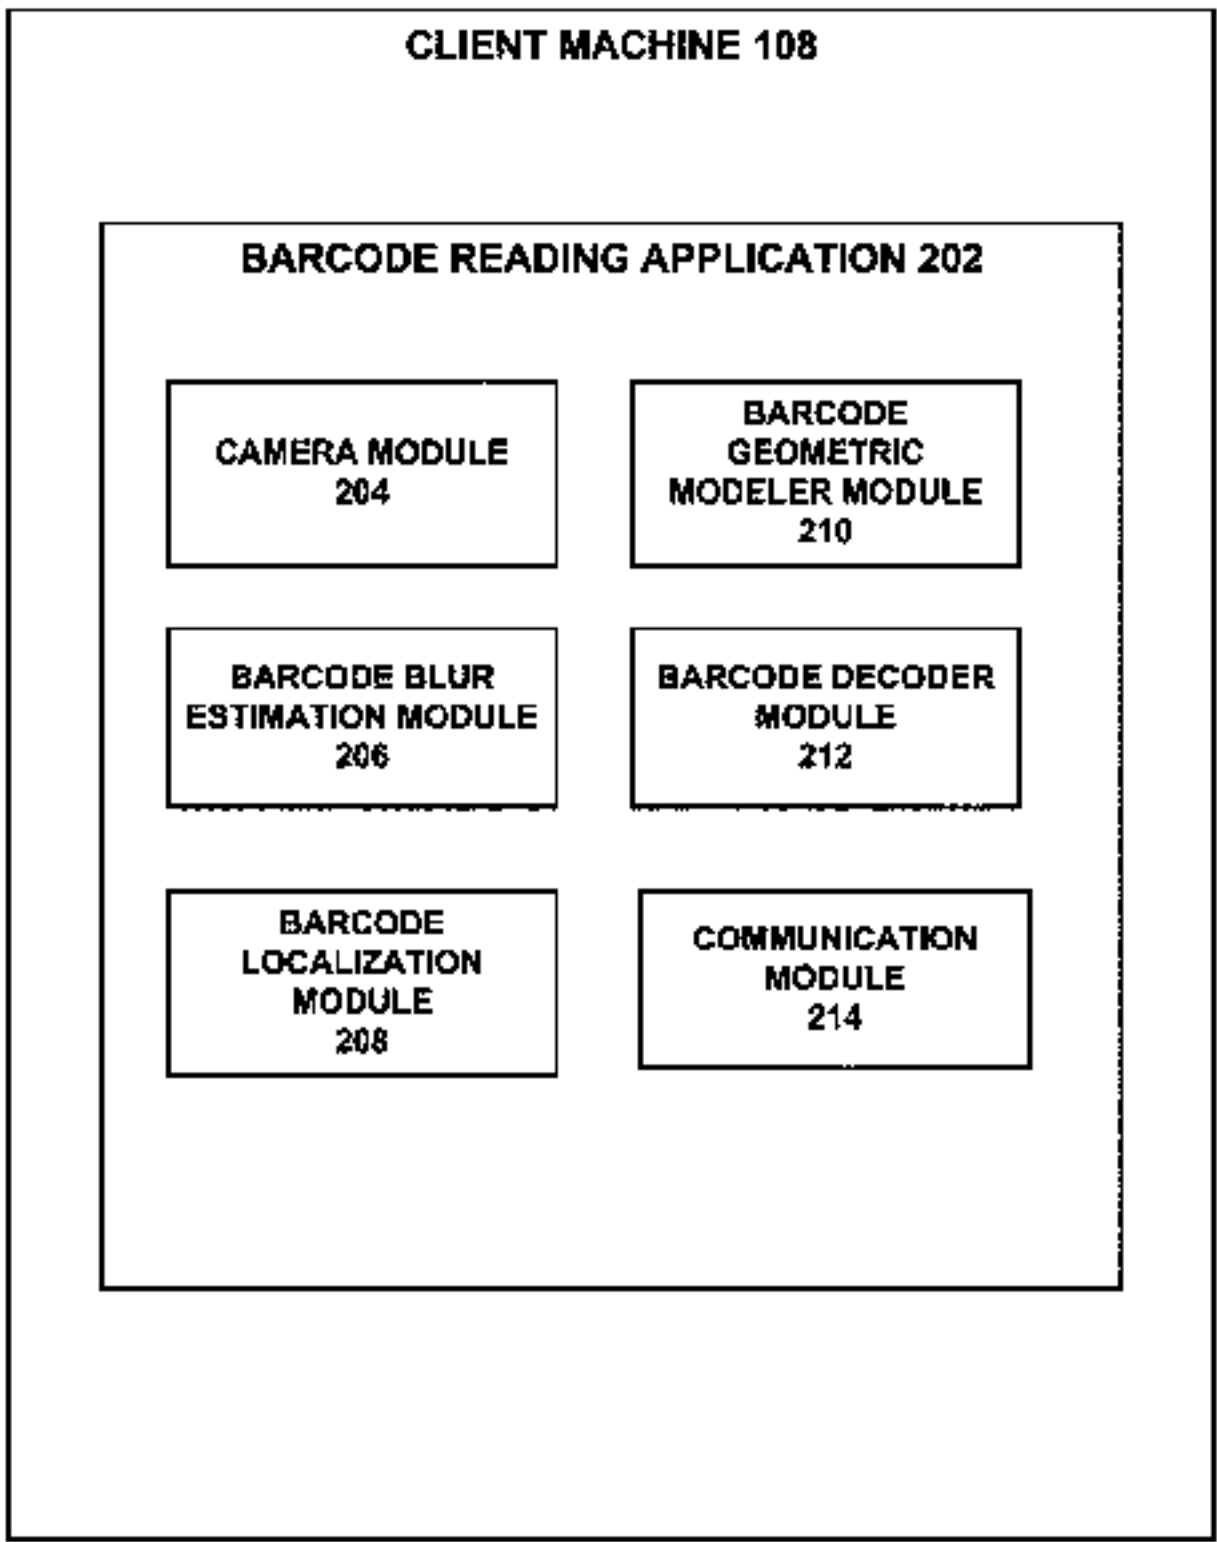 CLIENT MACHINE 108
BARCODE READING APPLICATION 202
CAMERA MODULE
204
BARCODE
GEOMETRIC
MODELER MODULE
210
BARCODE BLUR
ESTIMATION MODULE
206
BARCODE DECODER
MODULE
212
BARCODE
LOCALIZATION
MODULE
208
COMMUNICATION
MODULE
214